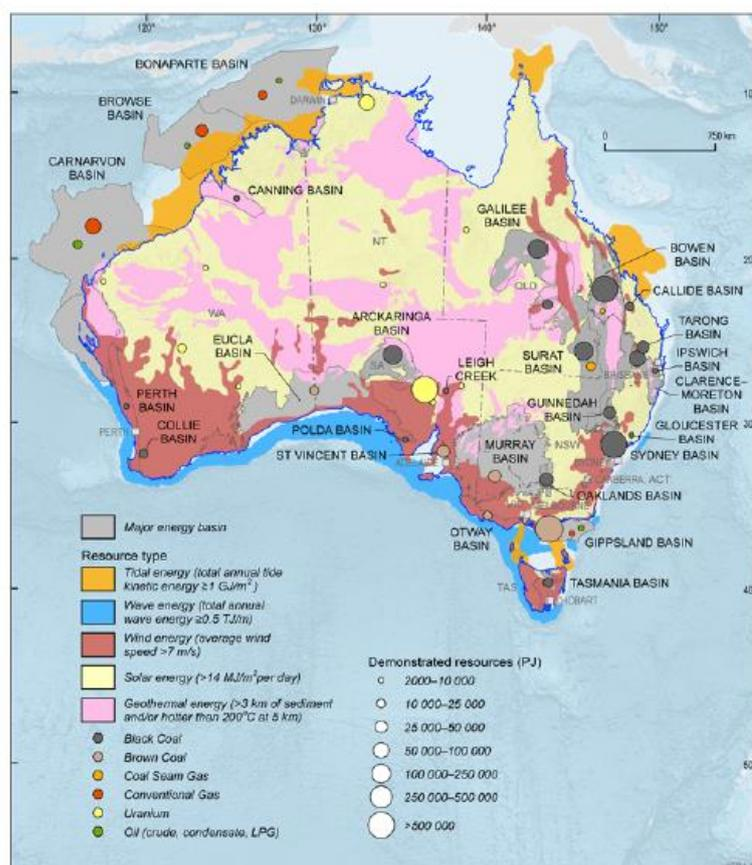 120°
130°
140°
150°
BONAPARTE BASIN
DARWIN
BROWSE
BASIN
10
0
750 km
CARNARVON
BASIN
CANNING BASIN
GALILEE
BASIN
NT
BOWEN
BASIN
20
QLD
CALLIDE BASIN
WA
ARCKARINGA
BASIN
TARONG
BASIN
EUCLA
BASIN
SURAT
BASIN
LEIGH
CREEK
SA
BRISBANE
IPSWICH
BASIN
CLARENCE-
MORETON BASIN
PERTH
BASIN
GUNNEDAH
BASIN
GLOUCESTER
BASIN
PERTH
COLLIE
BASIN
POLDA BASIN
MURRAY
BASIN
NSW
30
SYDNEY BASIN
ST VINCENT BASIN
ADELAIDE
SYDNEY
CANBERRA, ACT
OAKLANDS BASIN
OTWAY
BASIN
GIPPSLAND BASIN
TAS
TASMANIA BASIN
HOBART
40
50
Major energy basin
Resource type
Tidal energy (total annual tide
kinetic energy ≥1 GJ/m²)
Wave energy (total annual
wave energy ≥0.5 TJ/m)
Wind energy (average wind
speed >7 m/s)
Solar energy (>14 MJ/m² per day)
Geothermal energy (>3 km of sediment
and/or hotter than 200°C at 5 km)
Black Coal
Brown Coal
Coal Seam Gas
Conventional Gas
Uranium
Oil (crude, condensate, LPG)
Demonstrated resources (PJ)
2000–10 000
10 000–25 000
25 000–50 000
50 000–100 000
100 000–250 000
250 000–500 000
>500 000